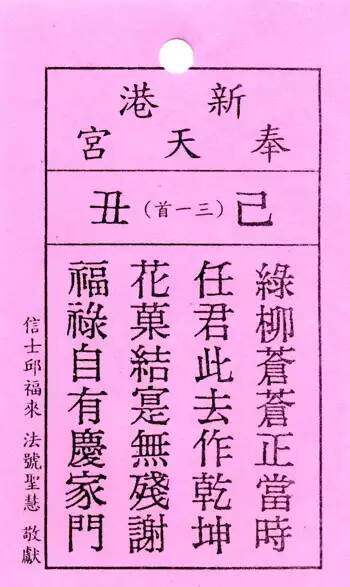 新港
奉天宮
己（三一首）丑
綠柳蒼蒼正當時
任君此去作乾坤
花菓結寔無殘謝
福祿自有慶家門
信士邱福來 法號聖慧 敬獻